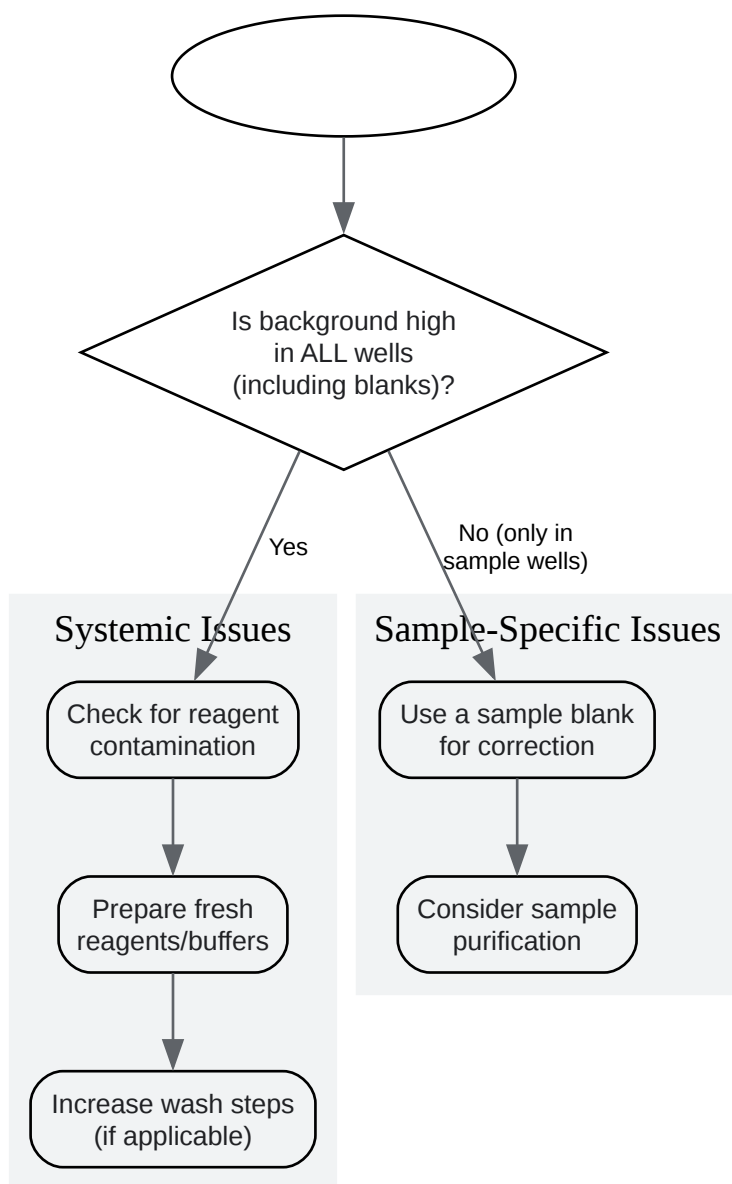 Is background high
in ALL wells
(including blanks)?
Yes
No (only in
sample wells)
Systemic Issues
Check for reagent
contamination
Prepare fresh
reagents/buffers
Increase wash steps
(if applicable)
Sample-Specific Issues
Use a sample blank
for correction
Consider sample
purification